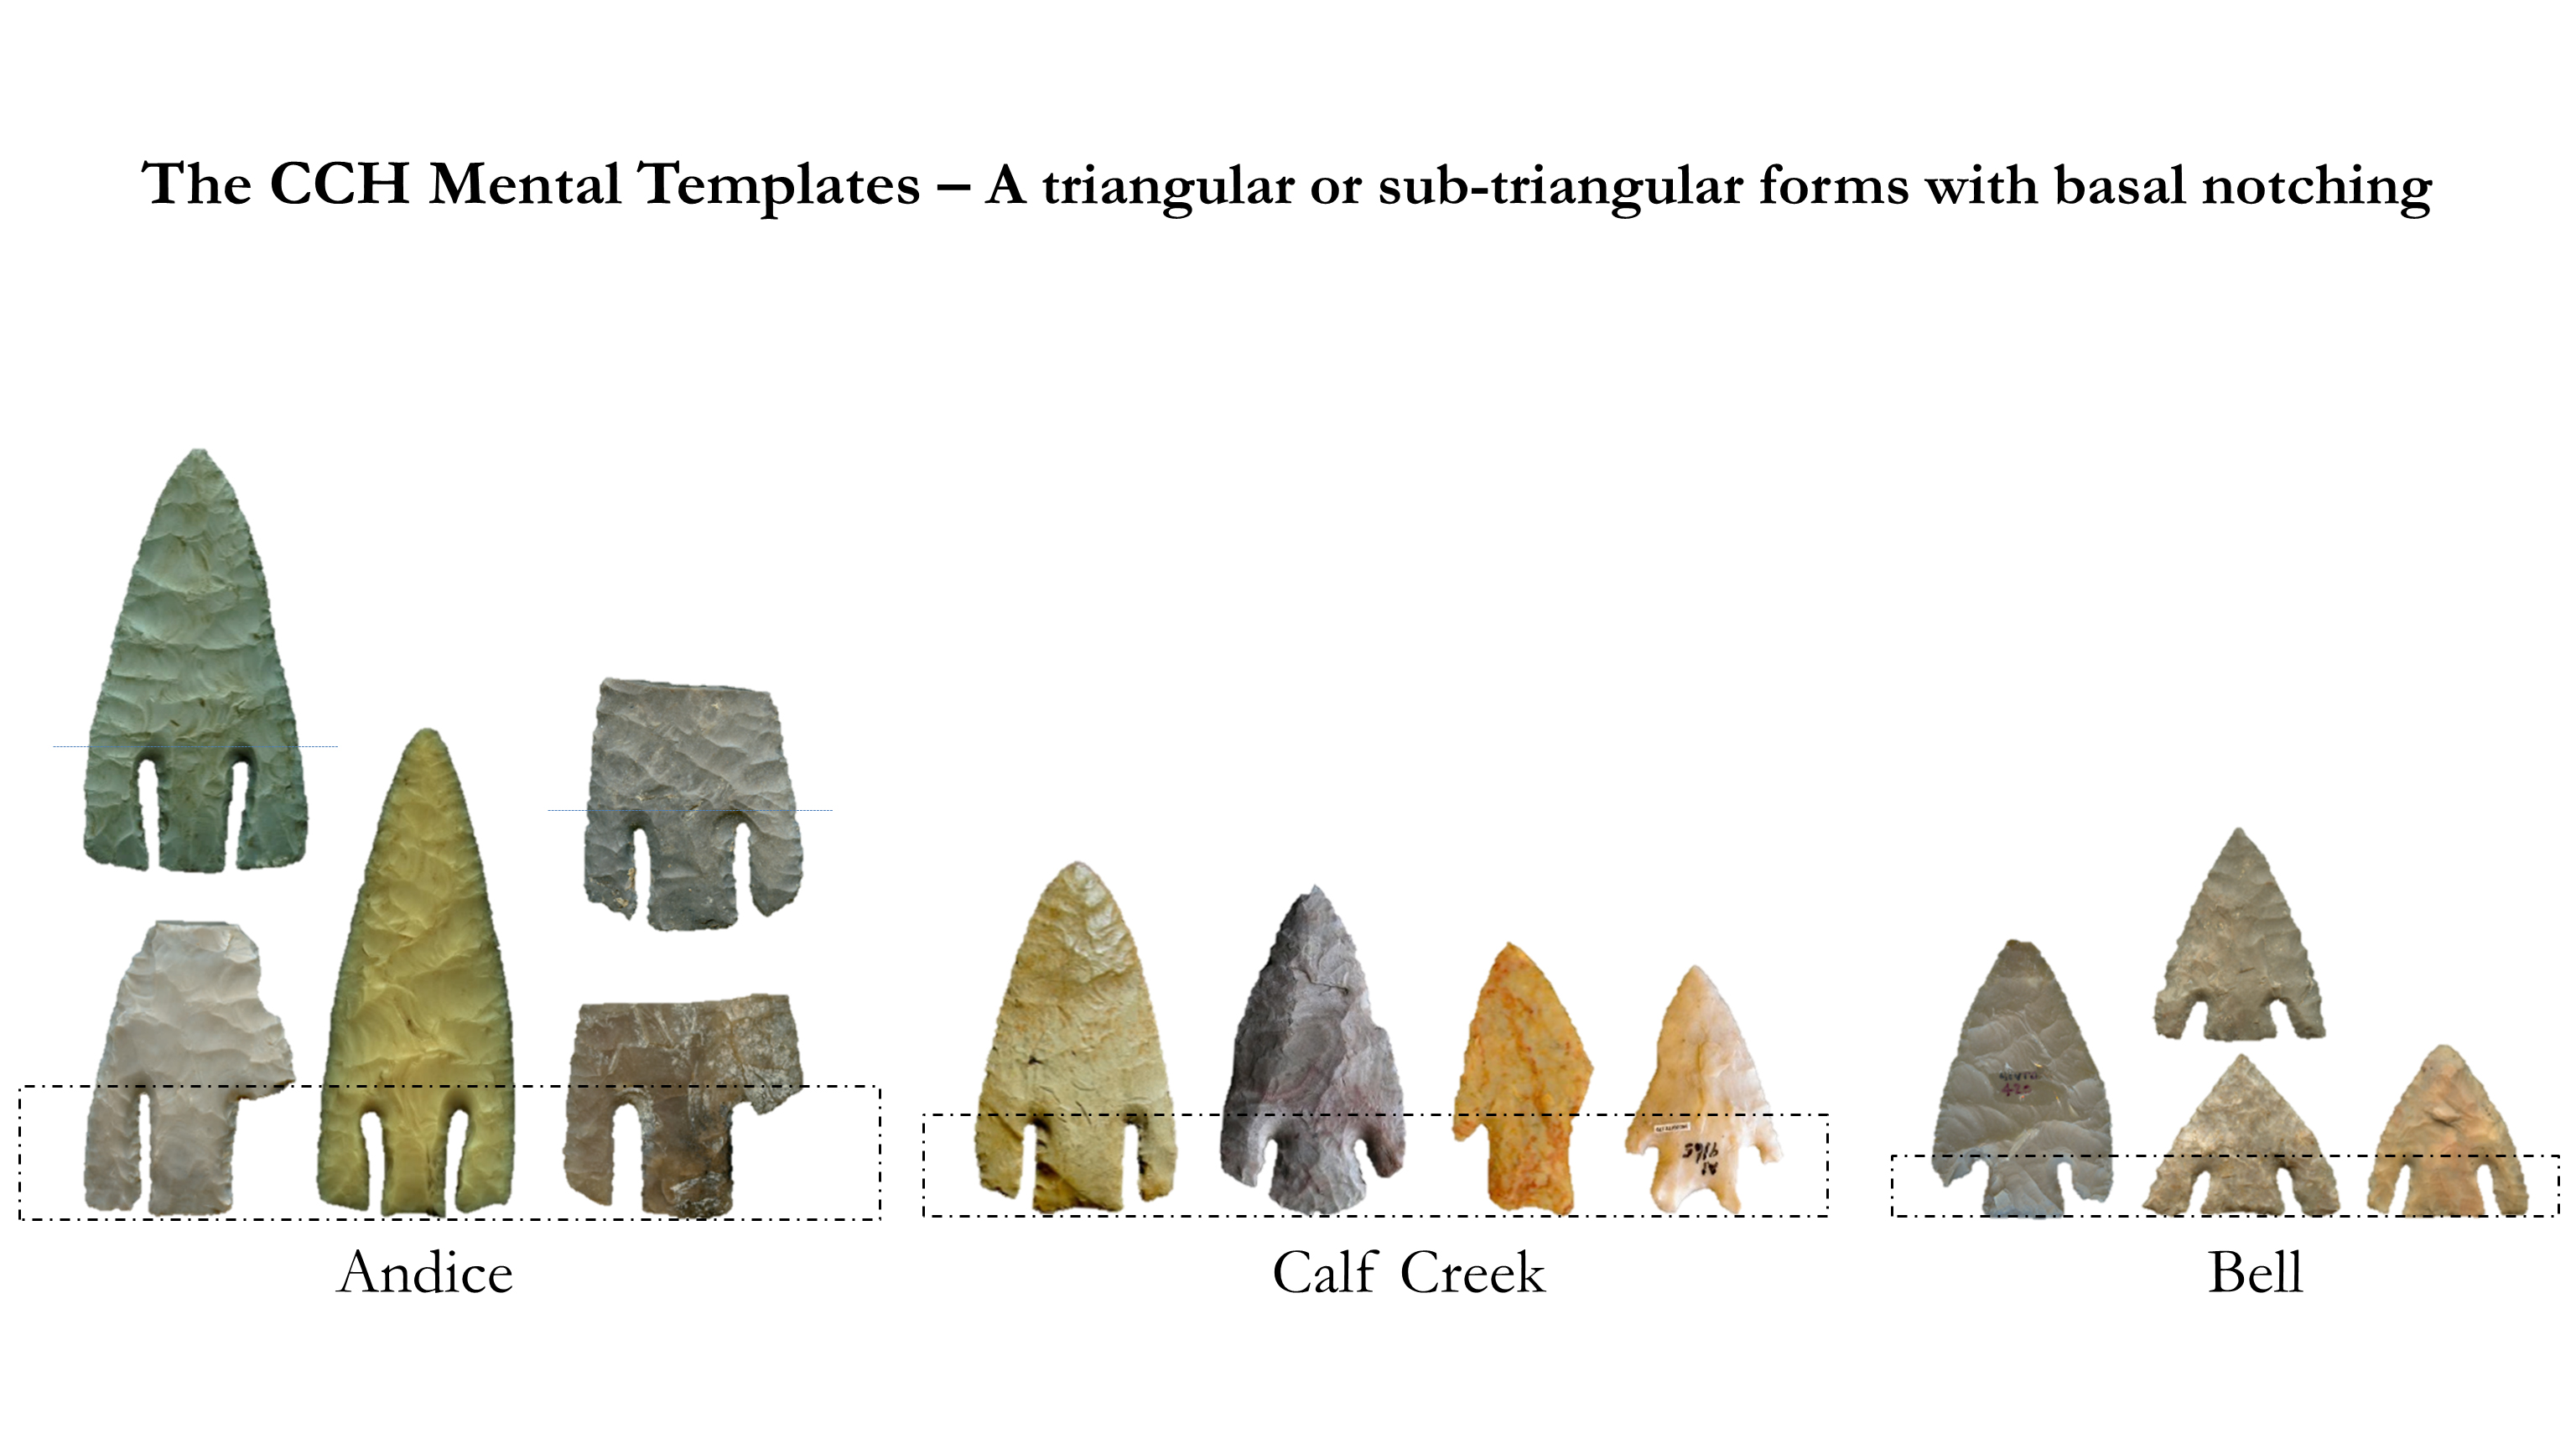 The CCH Mental Templates – A triangular or sub-triangular forms with basal notching
Andice
Calf Creek
Bell